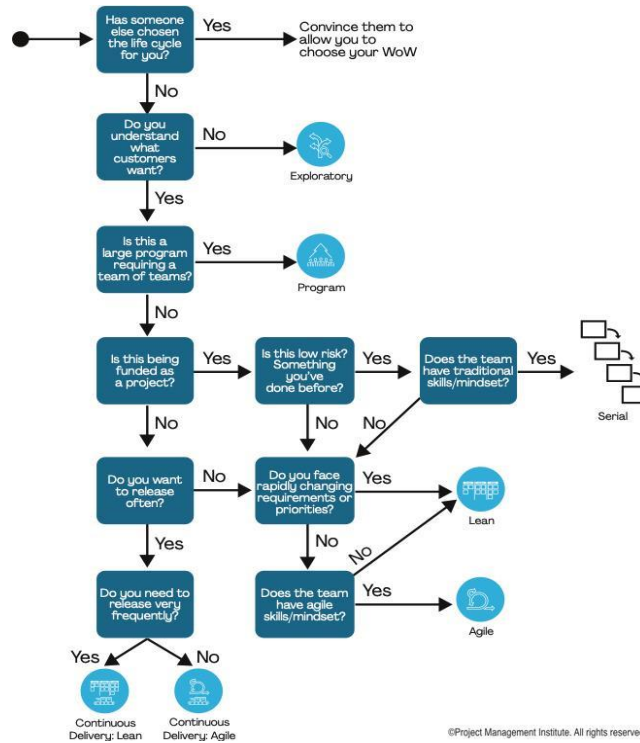 Has someone
else chosen
the life cycle
for you?
Yes
Convince them to
allow you to
choose your WoW
No
Do you
understand
what
customers
want?
No
Exploratory
Yes
Is this a
large program
requiring a
team of teams?
Yes
Program
No
Is this being
funded as
a project?
Yes
Is this low risk?
Something
you've
done before?
Yes
Does the team
have traditional
skills/mindset?
Yes
Serial
No
No
No
Do you want
to release
often?
No
Do you face
rapidly changing
requirements or
priorities?
Yes
Lean
Yes
No
No
Do you need to
release very
frequently?
Does the team
have agile
skills/mindset?
Yes
Agile
Yes
No
Continuous
Delivery: Lean
Continuous
Delivery: Agile
©Project Management Institute. All rights